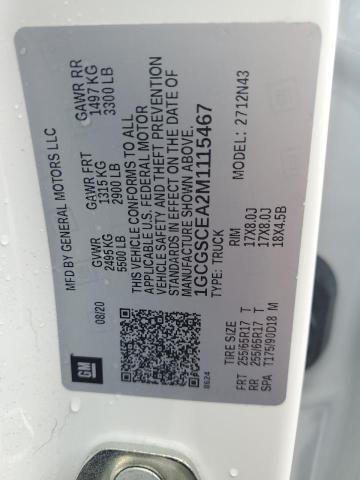 MFD BY GENERAL MOTORS LLC
08/20
GM
GVWR
2495 KG
5500 LB
GAWR FRT
1315 KG
2900 LB
GAWR RR
1497 KG
3300 LB
THIS VEHICLE CONFORMS TO ALL
APPLICABLE U.S. FEDERAL MOTOR
VEHICLE SAFETY AND THEFT PREVENTION
STANDARDS IN EFFECT ON THE DATE OF
MANUFACTURE SHOWN ABOVE.
1GCGSCEA2M1115467
TYPE: TRUCK
MODEL: 2712N43
8624
TIRE SIZE RIM
FRT 255/65R17 T 17X8.0J
RR 255/65R17 T 17X8.0J
SPA T175/90D18 M 18X4.5B